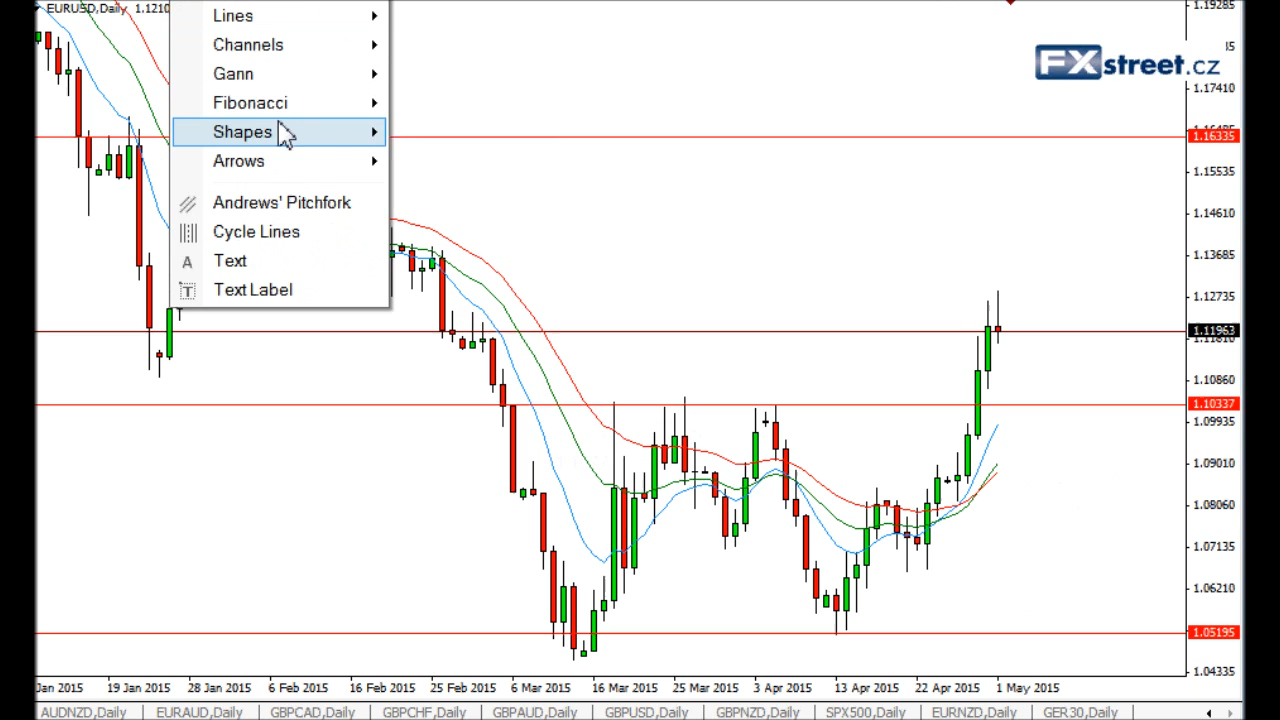 EURUSD,Daily 1.1210
Lines
Channels
Gann
Fibonacci
Shapes
Arrows
Andrews' Pitchfork
Cycle Lines
Text
Text Label
FXstreet.cz
1.19285
1.17410
1.16335
1.15535
1.14610
1.13685
1.12735
1.11963
1.11810
1.10860
1.10337
1.09935
1.09010
1.08060
1.07135
1.06210
1.05195
1.04335
Jan 2015 19 Jan 2015 28 Jan 2015 6 Feb 2015 16 Feb 2015 25 Feb 2015 6 Mar 2015 16 Mar 2015 25 Mar 2015 3 Apr 2015 13 Apr 2015 22 Apr 2015 1 May 2015
AUDNZD,Daily EURAUD,Daily GBPCAD,Daily GBPCHF,Daily GBPAUD,Daily GBPUSD,Daily GBPNZD,Daily SPX500,Daily EURNZD,Daily GER30,Daily